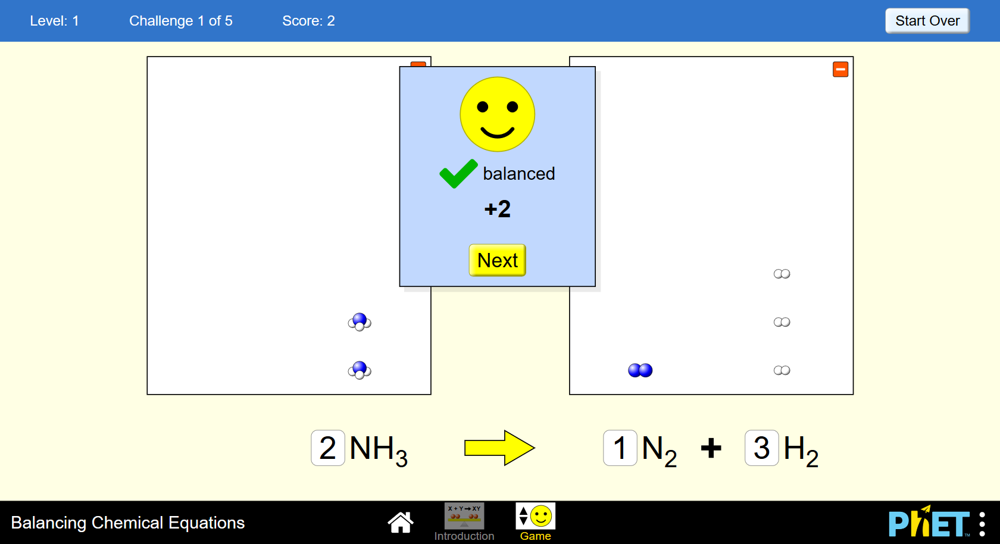 Level: 1 Challenge 1 of 5 Score: 2 Start Over
balanced
+2
Next
2 NH₃ 1 N₂ + 3 H₂
Balancing Chemical Equations
X + Y → XY
Introduction
Game
PhET™